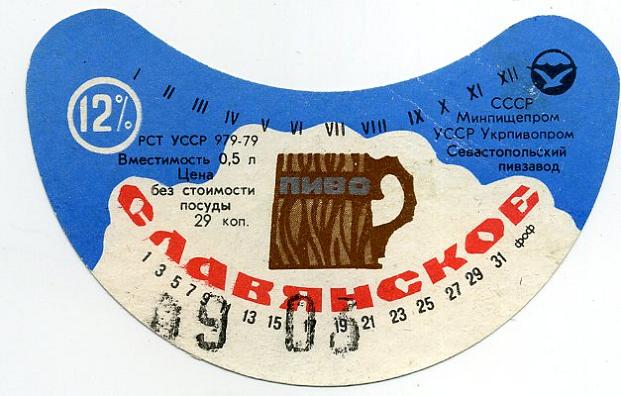 I II III IV V VI VII VIII IX X XI XII
12%
РСТ УССР 979-79
Вместимость 0,5 л
Цена
без стоимости
посуды
29 коп.
СССР
Минпищепром
УССР Укрпивопром
Севастопольский
пивзавод
ПИВО
СЛАВЯНСКОЕ
1 3 5 7 9 13 15 19 21 23 25 27 29 31 фоф
09 03